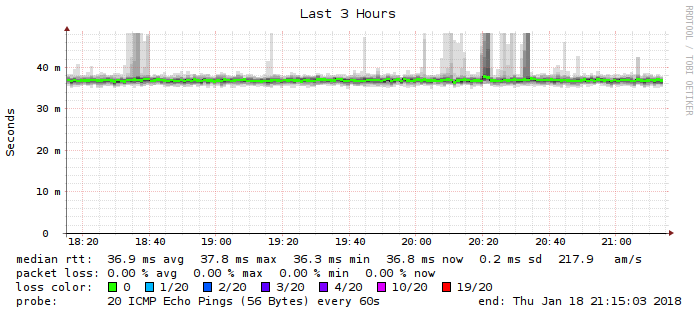 Last 3 Hours
RRDTOOL / TOBI OETIKER
Seconds
40 m
30 m
20 m
10 m
0
18:20 18:40 19:00 19:20 19:40 20:00 20:20 20:40 21:00
median rtt: 36.9 ms avg 37.8 ms max 36.3 ms min 36.8 ms now 0.2 ms sd 217.9 am/s
packet loss: 0.00 % avg 0.00 % max 0.00 % min 0.00 % now
loss color: 0 1/20 2/20 3/20 4/20 10/20 19/20
probe: 20 ICMP Echo Pings (56 Bytes) every 60s end: Thu Jan 18 21:15:03 2018